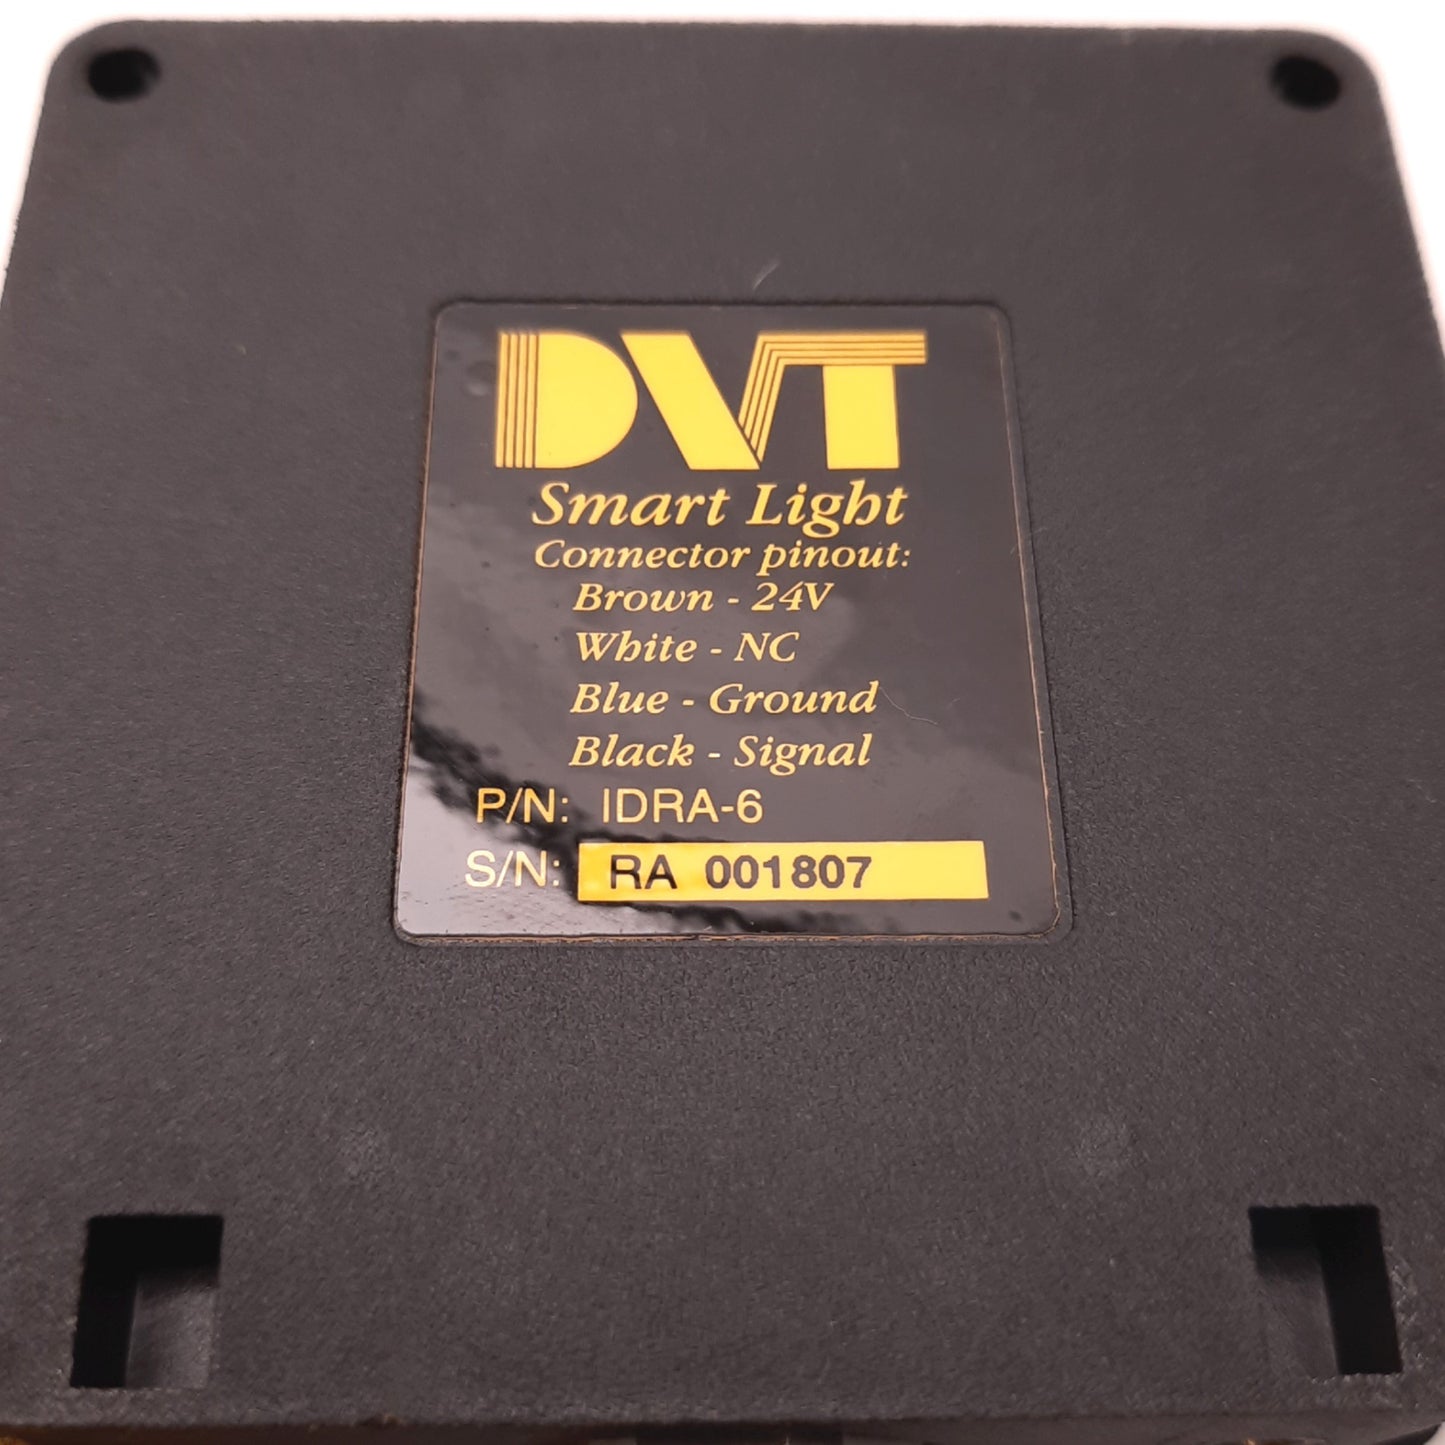 DVT
Smart Light
Connector pinout:
Brown - 24V
White - NC
Blue - Ground
Black - Signal
P/N: IDRA-6
S/N: RA 001807